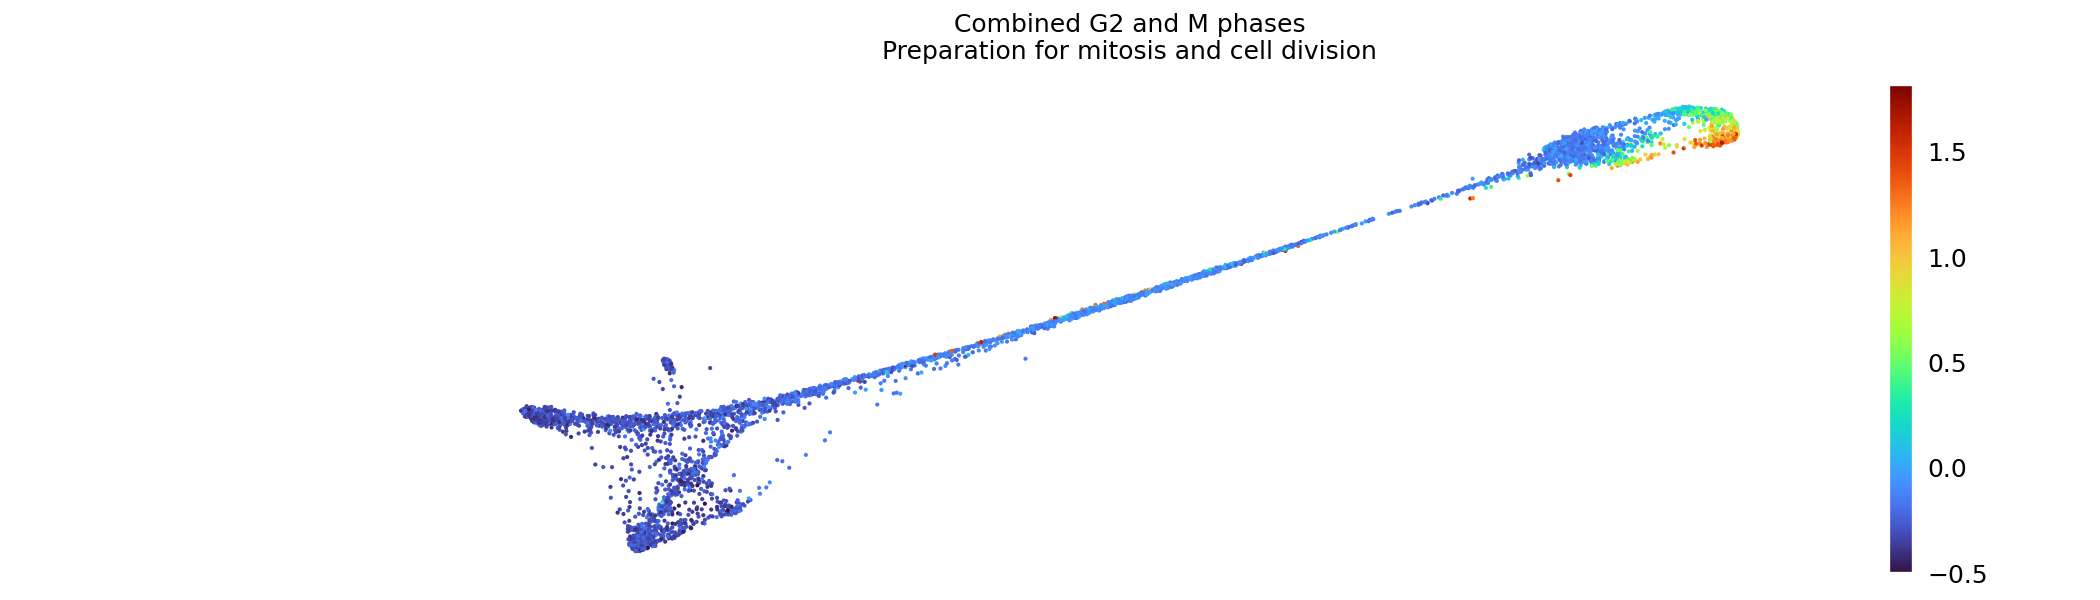 Combined G2 and M phases
Preparation for mitosis and cell division
1.5
1.0
0.5
0.0
−0.5